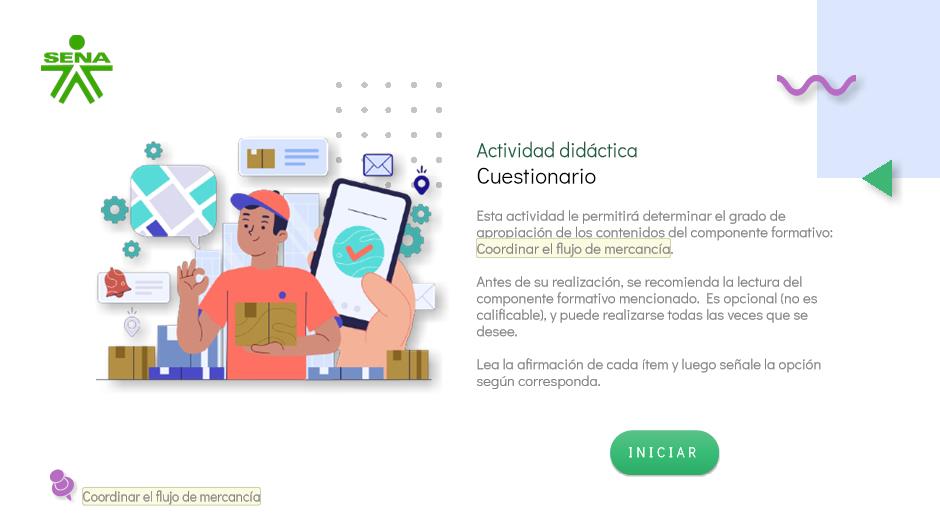 SENA
Actividad didáctica
Cuestionario
Esta actividad le permitirá determinar el grado de
apropiación de los contenidos del componente formativo:
Coordinar el flujo de mercancía.
Antes de su realización, se recomienda la lectura del
componente formativo mencionado. Es opcional (no es
calificable), y puede realizarse todas las veces que se
desee.
Lea la afirmación de cada ítem y luego señale la opción
según corresponda.
INICIAR
Coordinar el flujo de mercancía